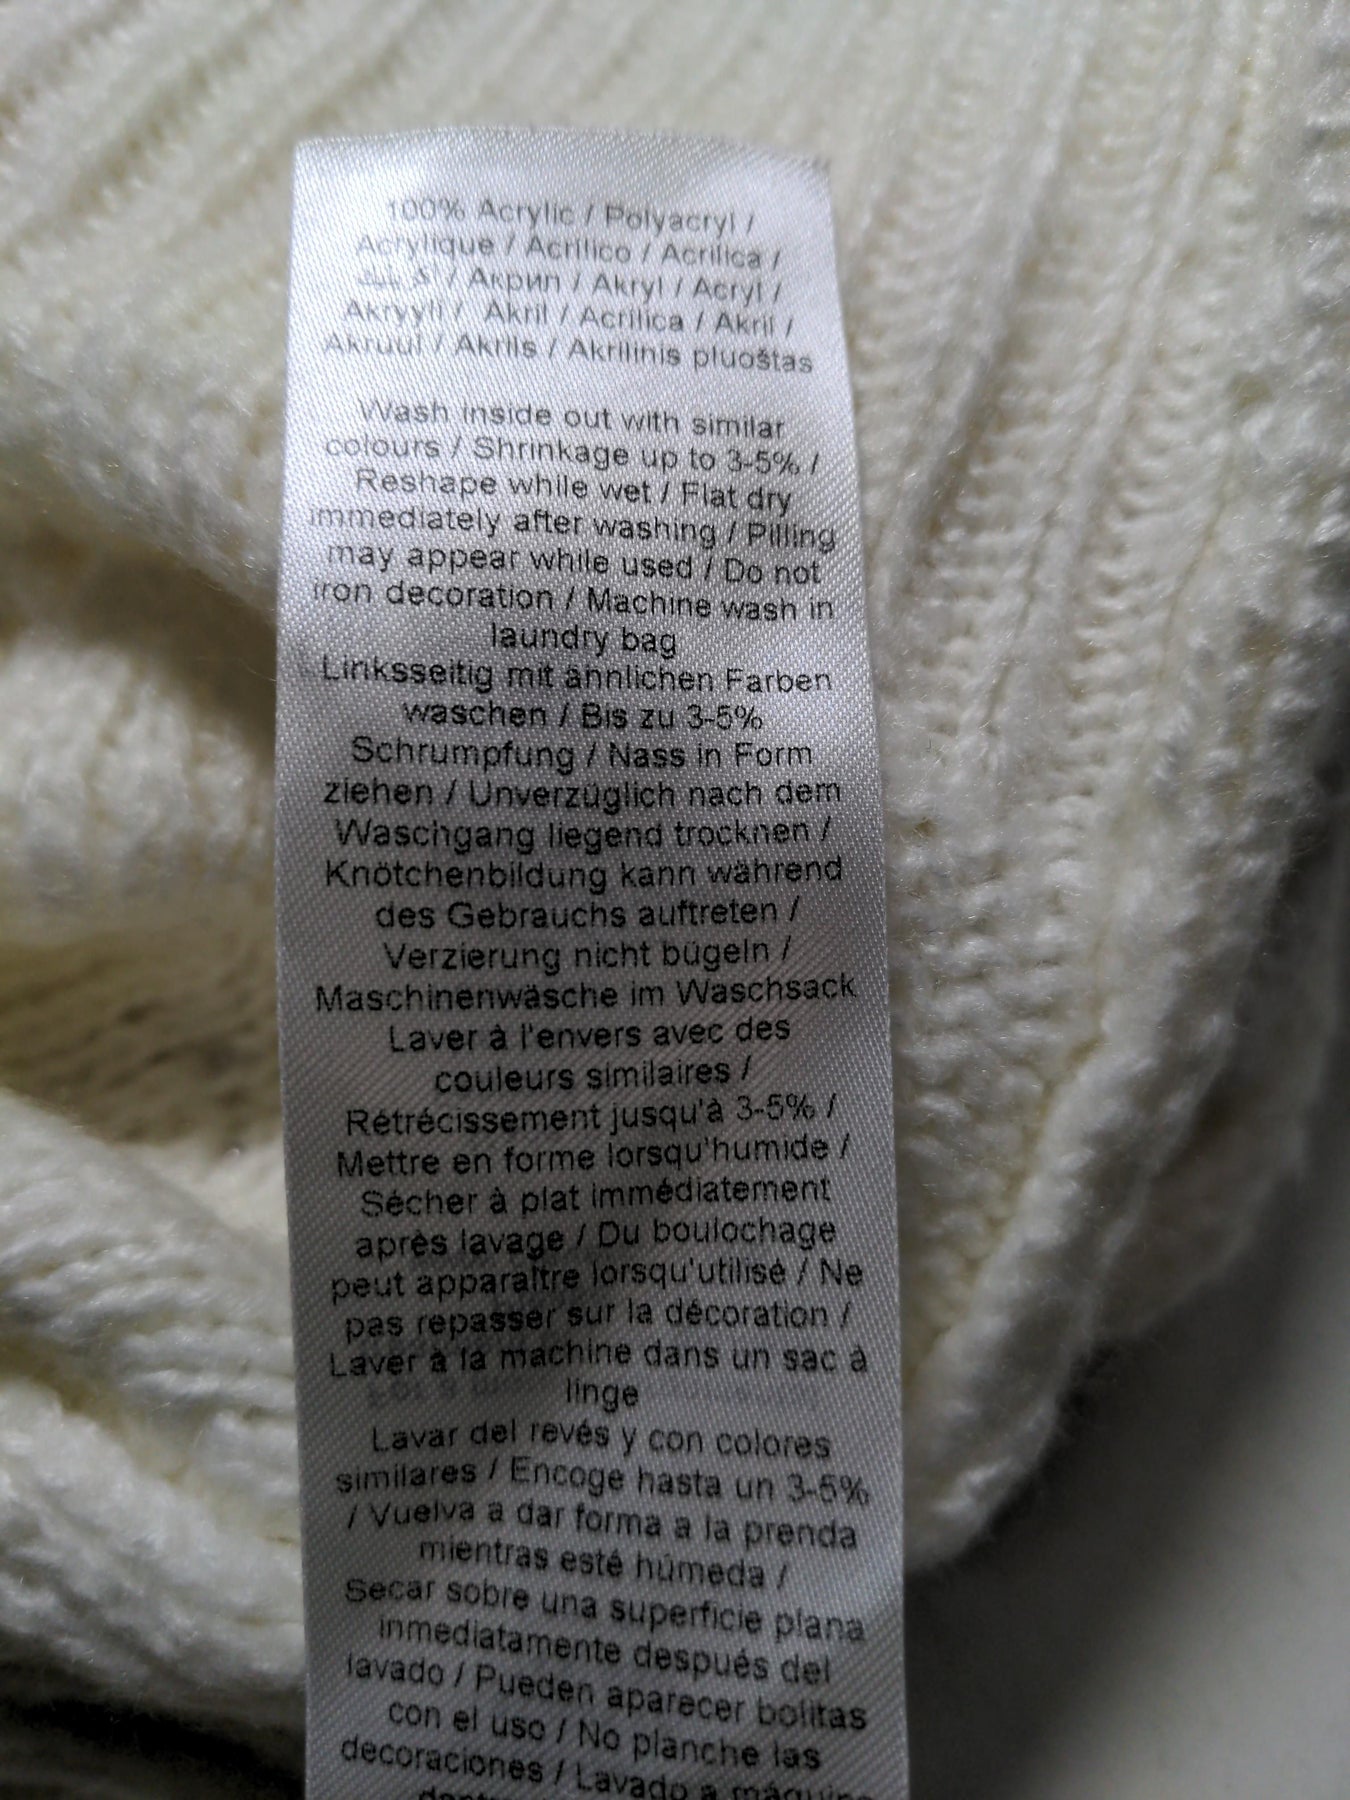 100% Acrylic / Polyacryl /
Acrylique / Acrilico / Acrilica /
أكريليك / Акрил / Akryl / Acryl /
Akryyli / Akril / Acrilica / Akril /
Akruul / Akrils / Akrilinis pluoštas
Wash inside out with similar
colours / Shrinkage up to 3-5% /
Reshape while wet / Flat dry
immediately after washing / Pilling
may appear while used / Do not
iron decoration / Machine wash in
laundry bag
Linksseitig mit ähnlichen Farben
waschen / Bis zu 3-5%
Schrumpfung / Nass in Form
ziehen / Unverzüglich nach dem
Waschgang liegend trocknen /
Knötchenbildung kann während
des Gebrauchs auftreten /
Verzierung nicht bügeln /
Maschinenwäsche im Waschsack
Laver à l'envers avec des
couleurs similaires /
Rétrécissement jusqu'à 3-5% /
Mettre en forme lorsqu'humide /
Sécher à plat immédiatement
après lavage / Du boulochage
peut apparaître lorsqu'utilisé / Ne
pas repasser sur la décoration /
Laver à la machine dans un sac à
linge
Lavar del revés y con colores
similares / Encoge hasta un 3-5%
/ Vuelva a dar forma a la prenda
mientras esté húmeda /
Secar sobre una superficie plana
inmediatamente después del
lavado / Pueden aparecer bolitas
con el uso / No planche las
decoraciones / Lavado a máquina